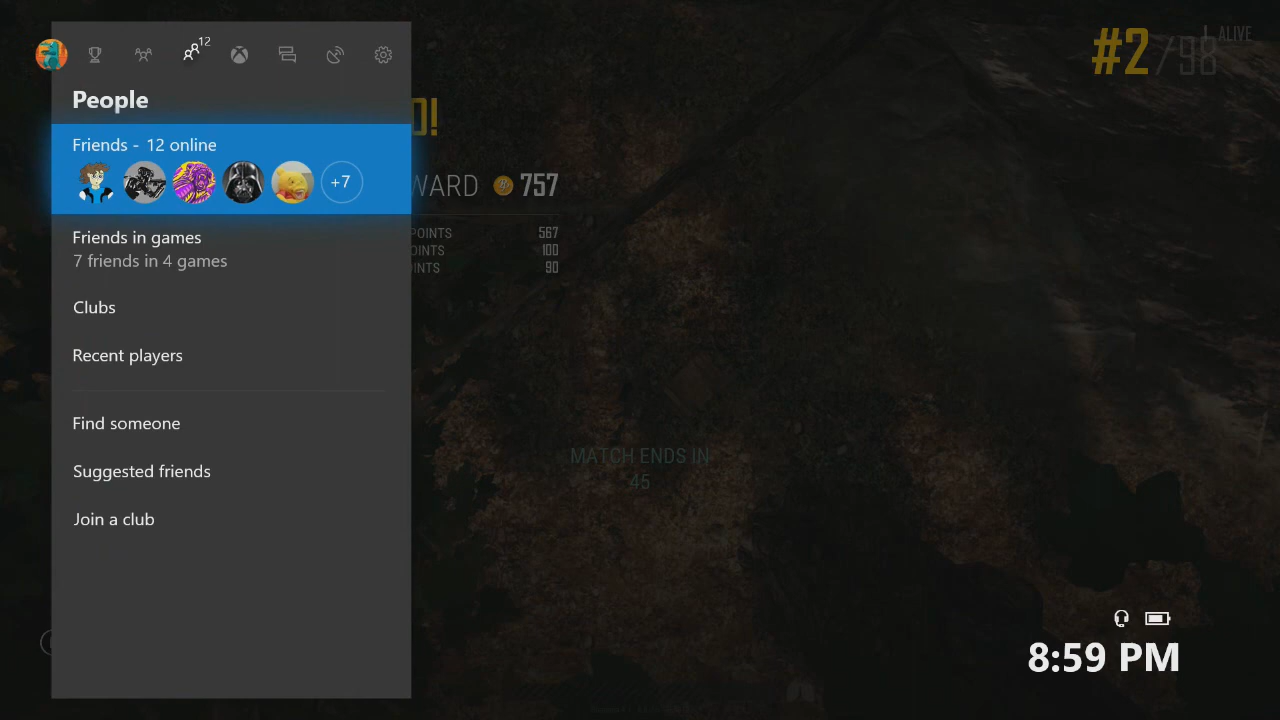 12
People
Friends - 12 online
+7
Friends in games
7 friends in 4 games
Clubs
Recent players
Find someone
Suggested friends
Join a club
#2/98
ALIVE
!
WARD 757
POINTS 567
OINTS 100
INTS 90
MATCH ENDS IN
45
8:59 PM